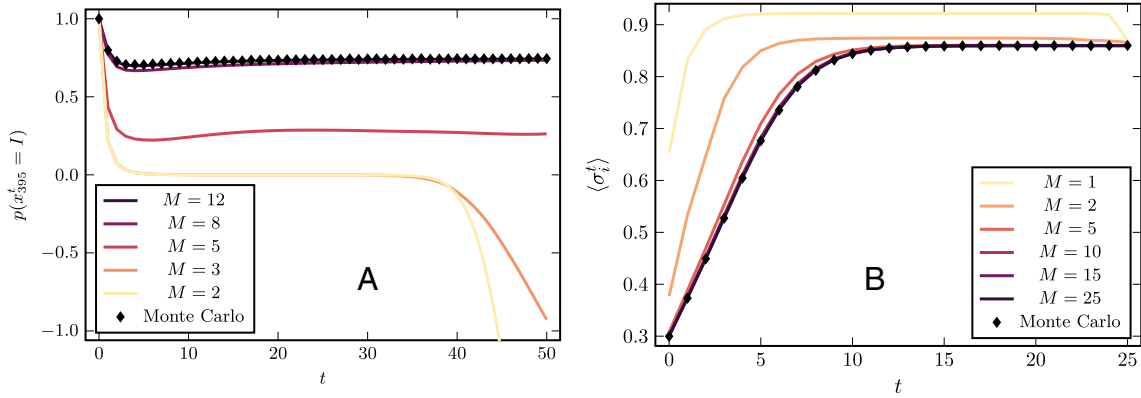 1.0
0.5
0.0
−0.5
−1.0
p(x^t_395 = I)
M = 12
M = 8
M = 5
M = 3
M = 2
Monte Carlo
A
0 10 20 30 40 50
t
0.9
0.8
0.7
0.6
0.5
0.4
0.3
⟨σ_i^t⟩
M = 1
M = 2
M = 5
M = 10
M = 15
M = 25
Monte Carlo
B
0 5 10 15 20 25
t